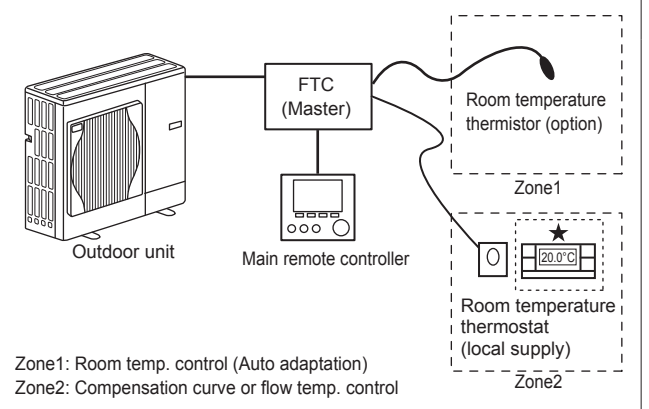 FTC
(Master)
Room temperature
thermistor (option)
Zone1
Outdoor unit
Main remote controller
20.0°C
Room temperature
thermostat
(local supply)
Zone2
Zone1: Room temp. control (Auto adaptation)
Zone2: Compensation curve or flow temp. control